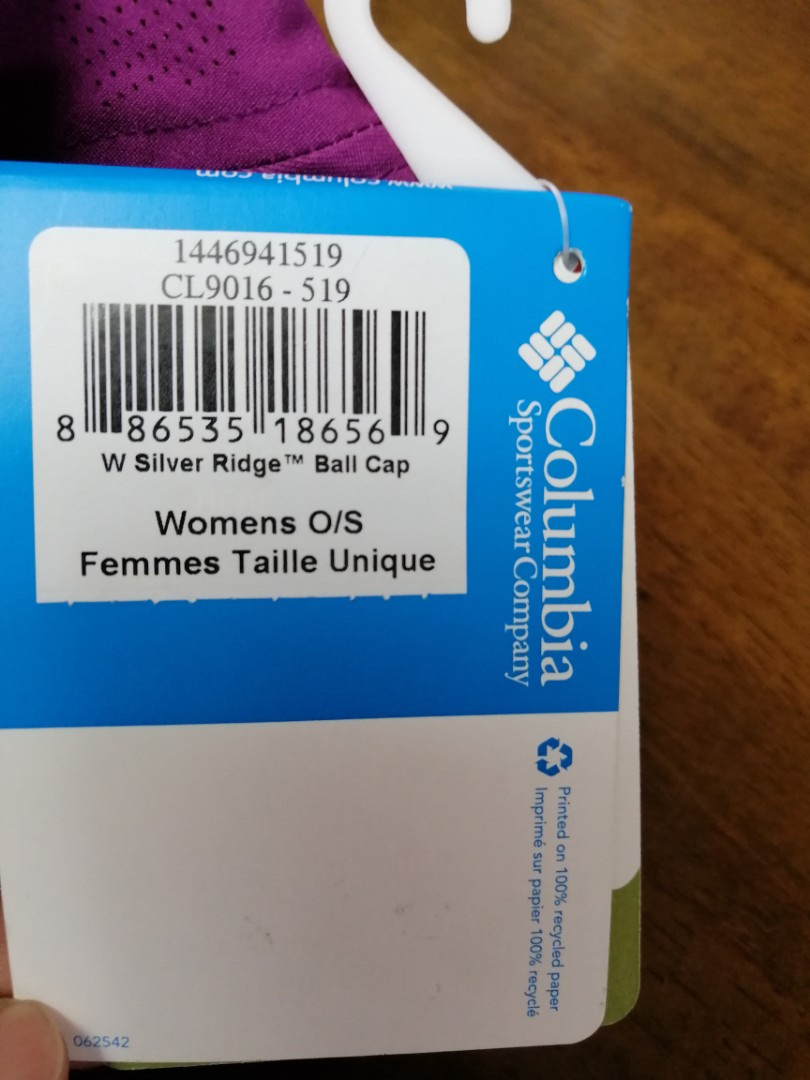 www.columbia.com
1446941519
CL9016 - 519
8 86535 18656 9
W Silver Ridge™ Ball Cap
Womens O/S
Femmes Taille Unique
Columbia
Sportswear Company
Printed on 100% recycled paper
Imprimé sur papier 100% recyclé
062542